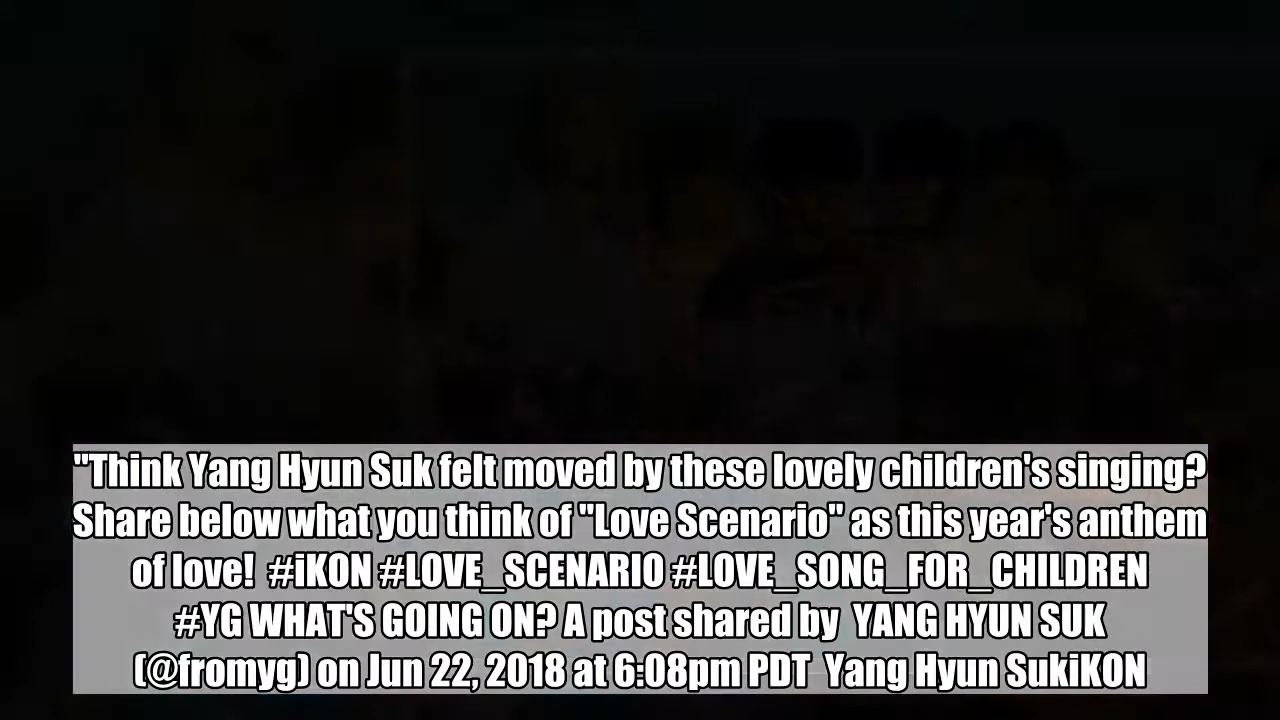 "Think Yang Hyun Suk felt moved by these lovely children's singing?
Share below what you think of "Love Scenario" as this year's anthem
of love!  #iKON #LOVE_SCENARIO #LOVE_SONG_FOR_CHILDREN
#YG WHAT'S GOING ON? A post shared by  YANG HYUN SUK
(@fromyg) on Jun 22, 2018 at 6:08pm PDT  Yang Hyun SukiKON